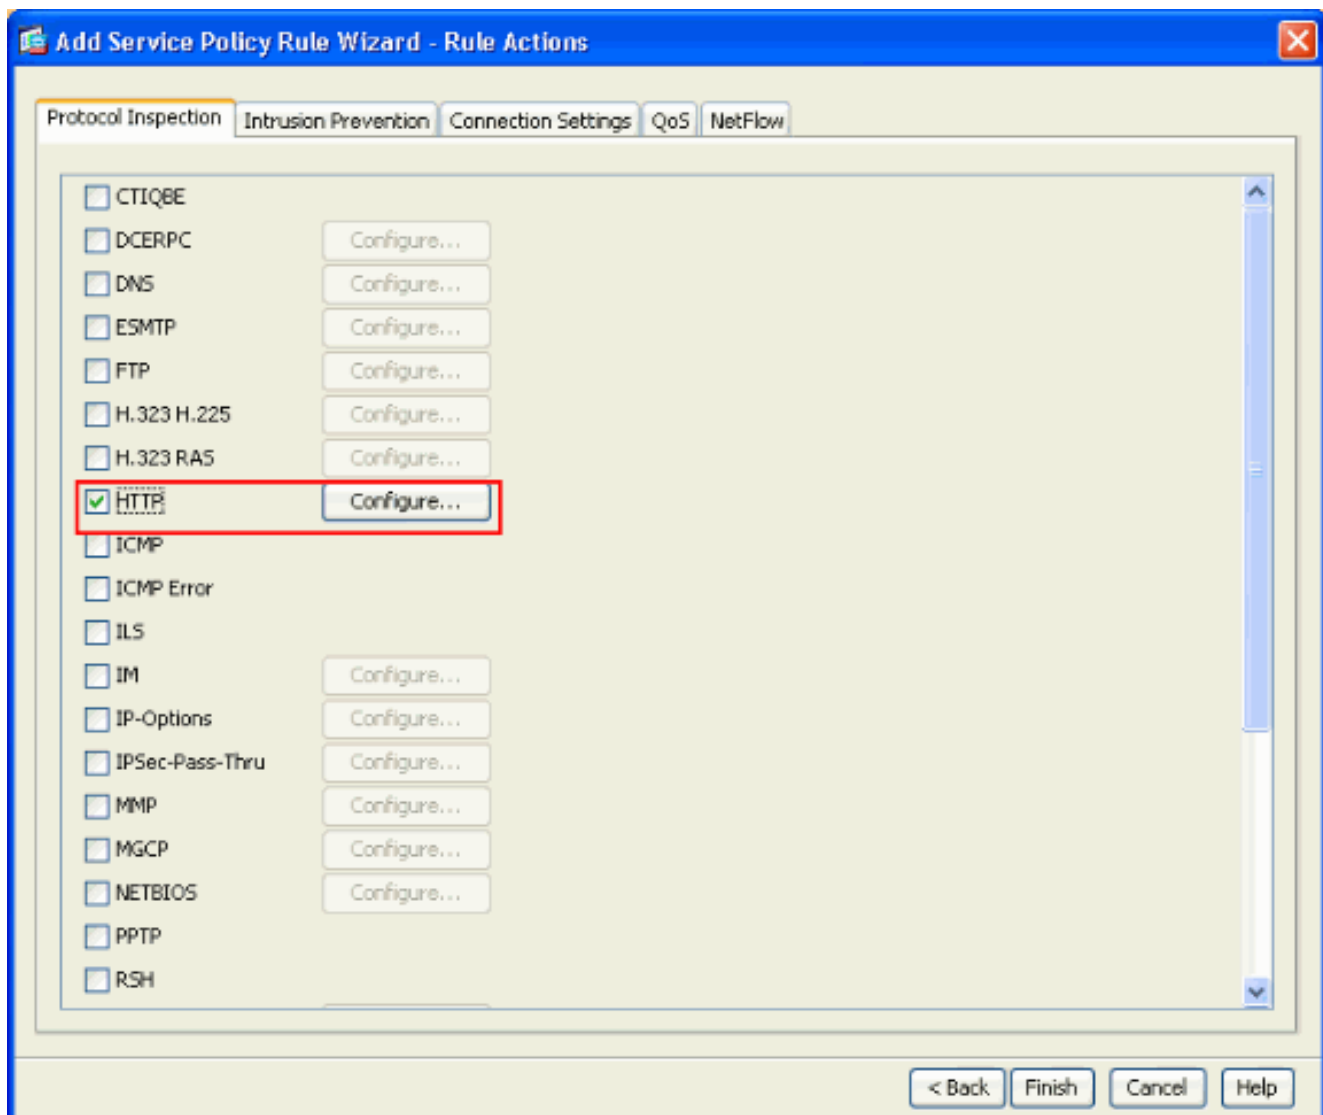 Add Service Policy Rule Wizard - Rule Actions
Protocol Inspection Intrusion Prevention Connection Settings QoS NetFlow
CTIQBE
DCERPC Configure...
DNS Configure...
ESMTP Configure...
FTP Configure...
H.323 H.225 Configure...
H.323 RAS Configure...
HTTP Configure...
ICMP
ICMP Error
ILS
IM Configure...
IP-Options Configure...
IPSec-Pass-Thru Configure...
MMP Configure...
MGCP Configure...
NETBIOS Configure...
PPTP
RSH
< Back Finish Cancel Help